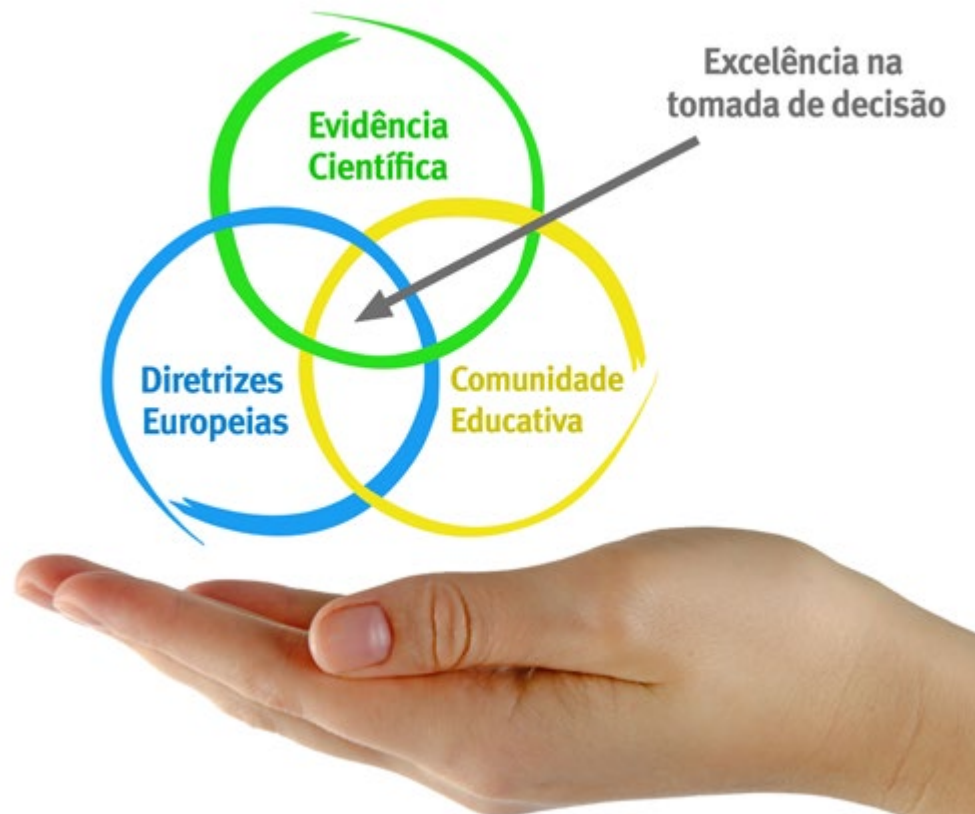 Excelência na
tomada de decisão
Evidência
Científica
Diretrizes
Europeias
Comunidade
Educativa